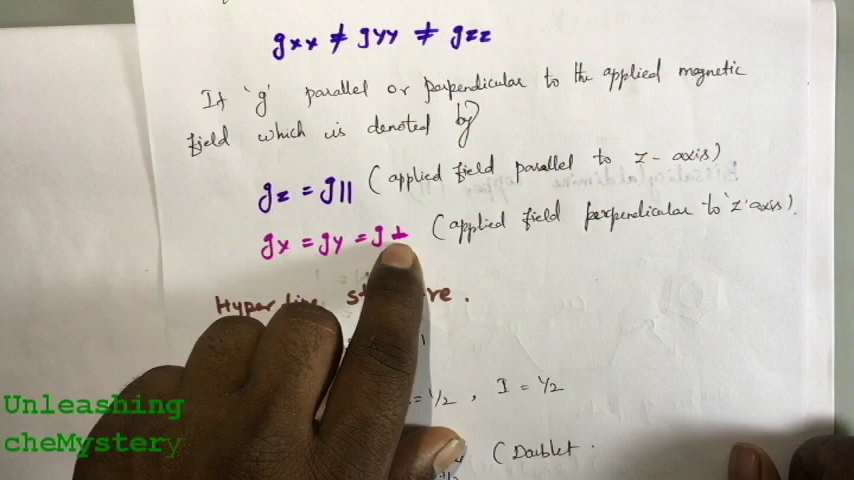 gxx ≠ gyy ≠ gzz
If 'g' parallel or perpendicular to the applied magnetic
field which is denoted by
gz = g|| (applied field parallel to z-axis)
gx = gy = g⊥ (applied field perpendicular to 'z' axis).
= 1/2 , I = 1/2
(Doublet.
Unleashing
cheMystery